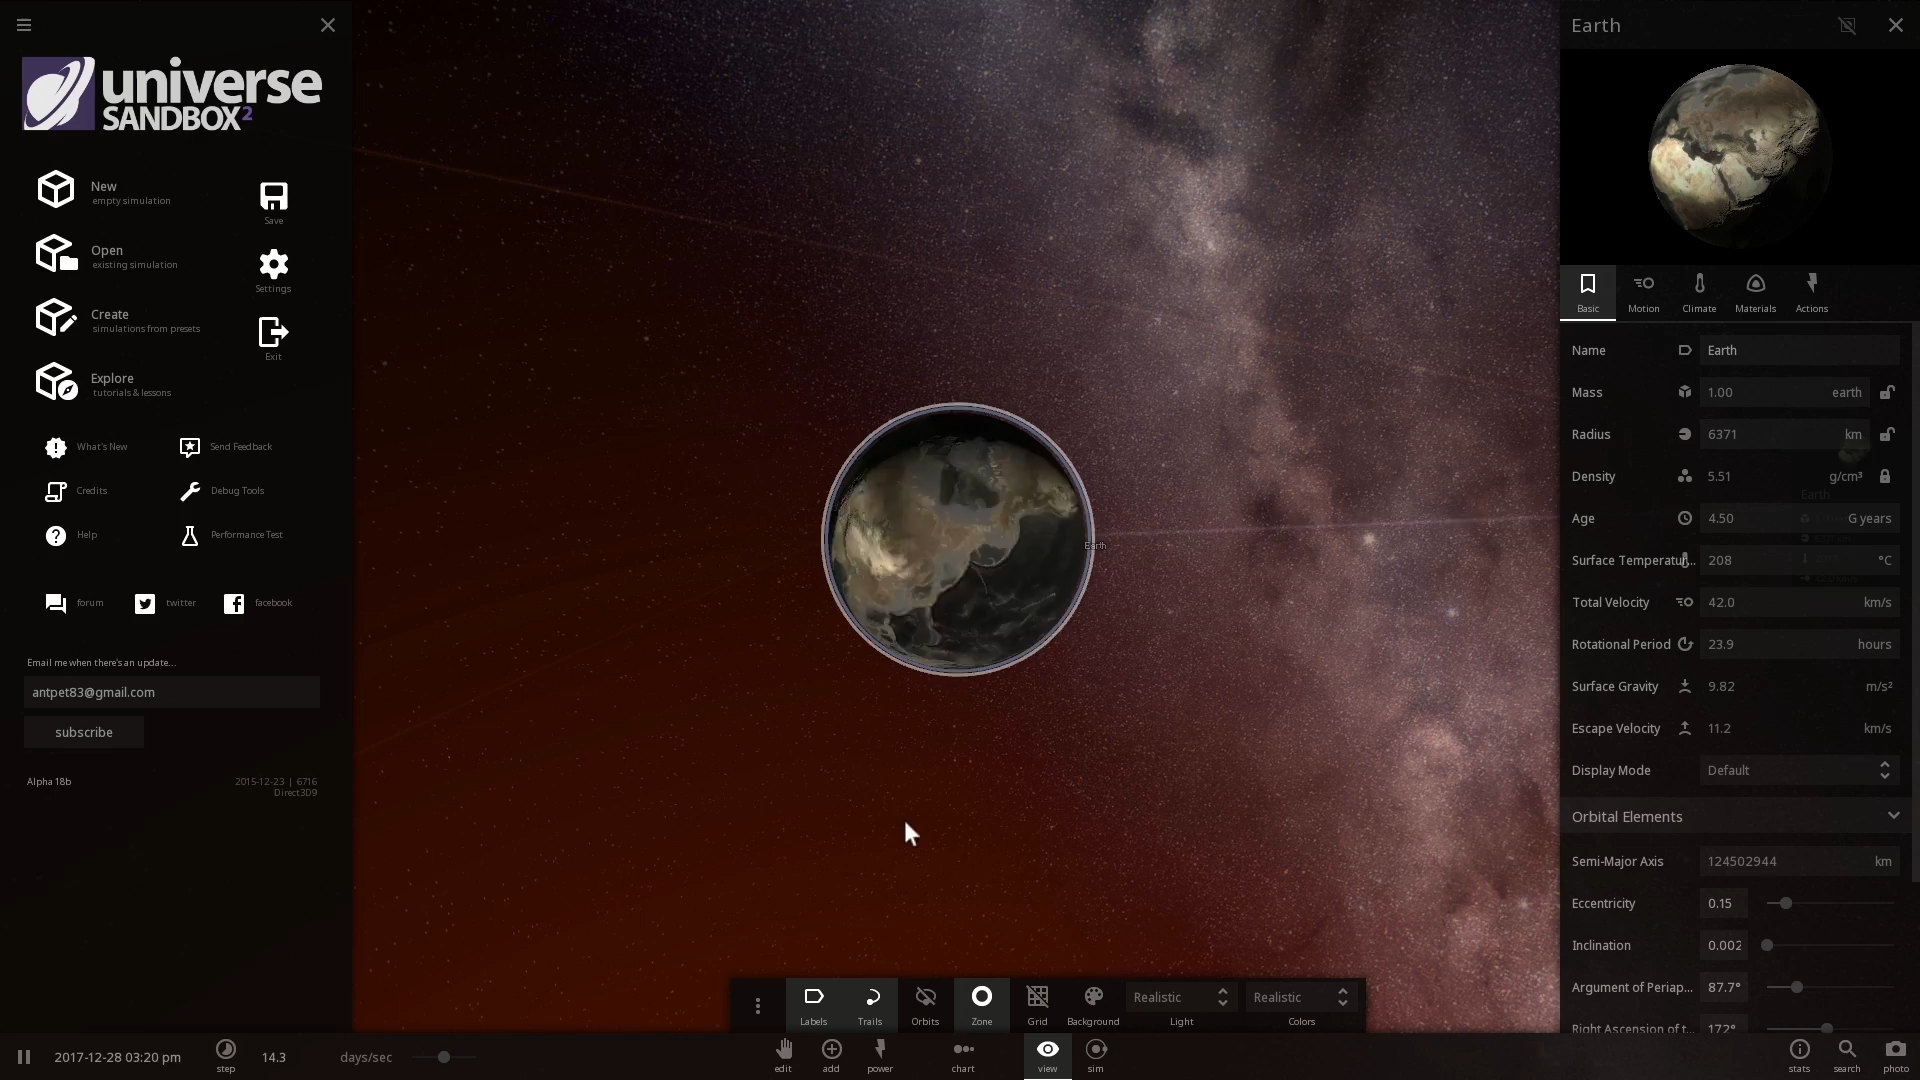 universe
SANDBOX²
New
empty simulation
Save
Open
existing simulation
Settings
Create
simulations from presets
Exit
Explore
tutorials & lessons
What's New
Send Feedback
Credits
Debug Tools
Help
Performance Test
forum
twitter
facebook
Email me when there's an update...
antpet83@gmail.com
subscribe
Alpha 18b
2015-12-23 | 6716
Direct3D9
Earth
Earth
Basic
Motion
Climate
Materials
Actions
Name
Earth
Mass
1.00 earth
Radius
6371 km
Density
5.51 g/cm³
Earth
Age
4.50 G years
Surface Temperatur...
208 °C
Total Velocity
42.0 km/s
Rotational Period
23.9 hours
Surface Gravity
9.82 m/s²
Escape Velocity
11.2 km/s
Display Mode
Default
Orbital Elements
Semi-Major Axis
124502944 km
Eccentricity
0.15
Inclination
0.002
Argument of Periap...
87.7°
Right Ascension of t...
172°
Labels
Trails
Orbits
Zone
Grid
Background
Realistic
Light
Realistic
Colors
2017-12-28 03:20 pm
step
14.3
days/sec
edit
add
power
chart
view
sim
stats
search
photo